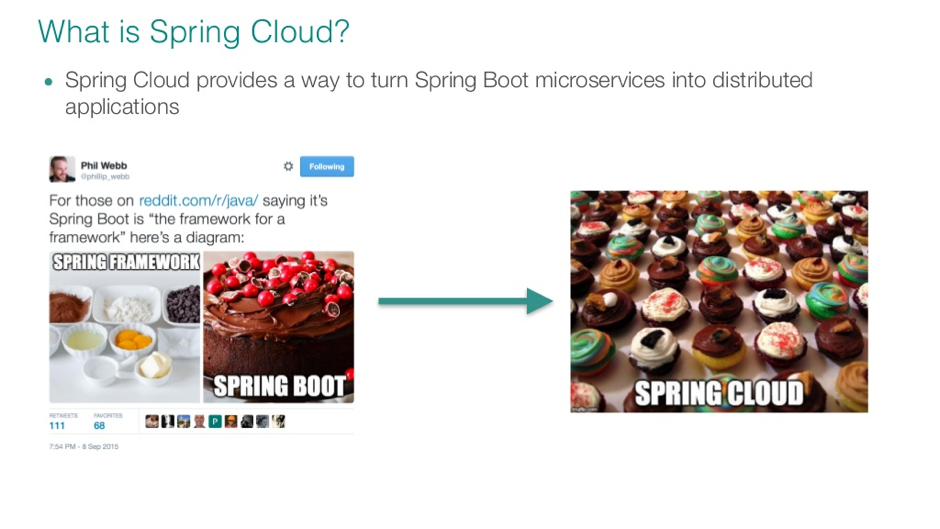 What is Spring Cloud?
• Spring Cloud provides a way to turn Spring Boot microservices into distributed
applications
Phil Webb
@phillip_webb
Following
For those on reddit.com/r/java/ saying it's
Spring Boot is "the framework for a
framework" here's a diagram:
SPRING FRAMEWORK
SPRING BOOT
RETWEETS
111
FAVORITES
68
P
7:54 PM - 8 Sep 2015
SPRING CLOUD
imgflip.com